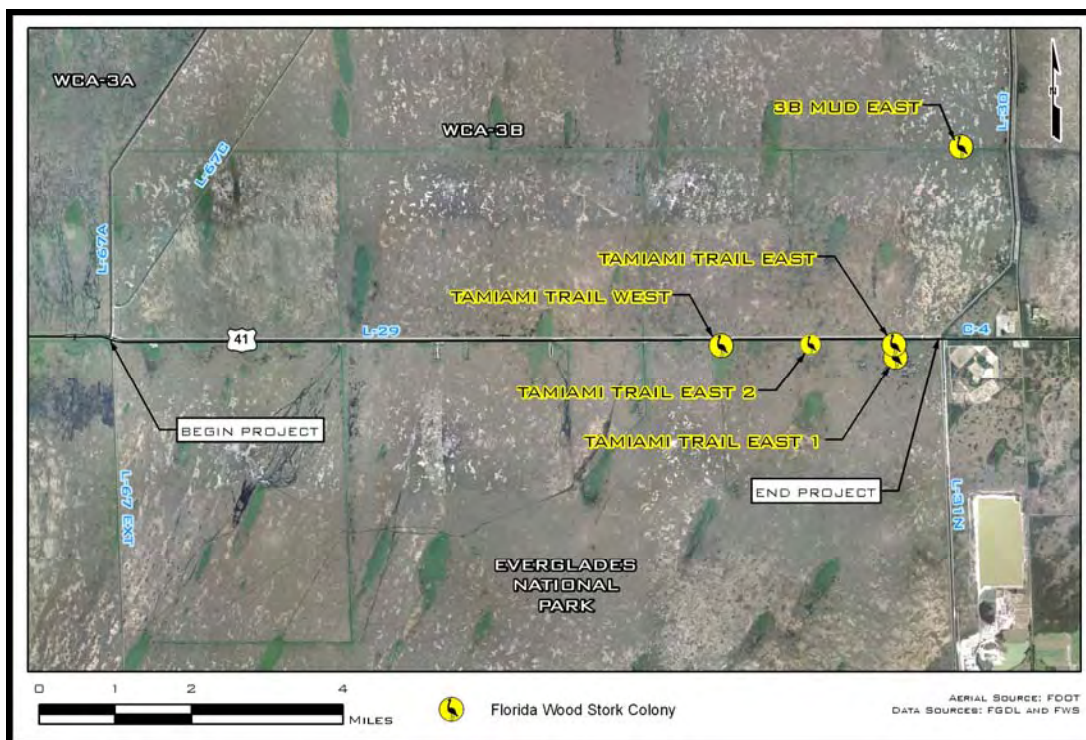 WCA-3A
WCA-3B
L-67C
L-67A
L-30
3B MUD EAST
TAMIAMI TRAIL EAST
TAMIAMI TRAIL WEST
L-29
C-4
41
TAMIAMI TRAIL EAST 2
TAMIAMI TRAIL EAST 1
BEGIN PROJECT
END PROJECT
L-67 EXT
L-31N
EVERGLADES
NATIONAL
PARK
N
0 1 2 4
MILES
Florida Wood Stork Colony
AERIAL SOURCE: FDOT
DATA SOURCES: FGDL AND FWS